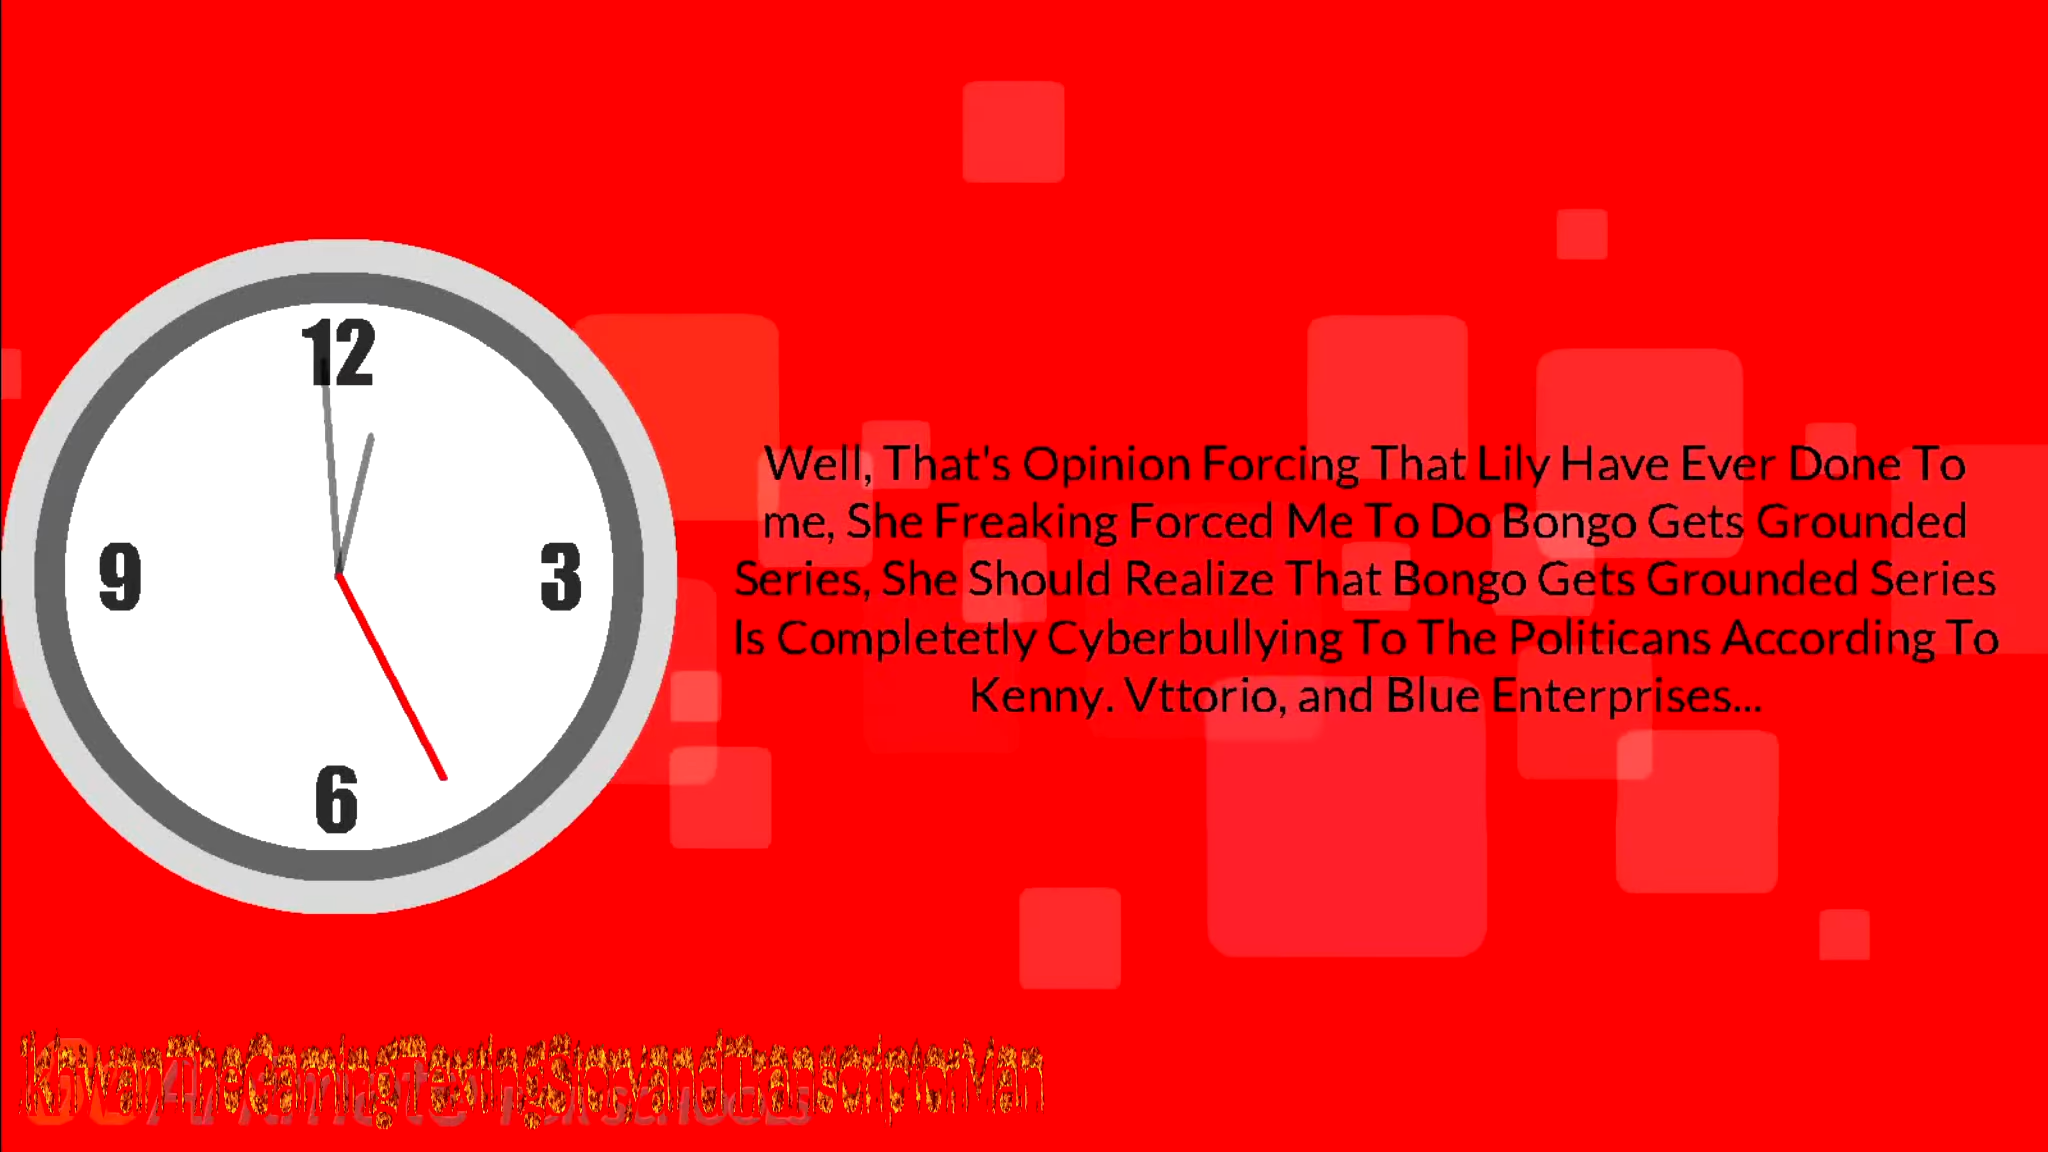 12
9
3
6
Well, That's Opinion Forcing That Lily Have Ever Done To
me, She Freaking Forced Me To Do Bongo Gets Grounded
Series, She Should Realize That Bongo Gets Grounded Series
Is Completetly Cyberbullying To The Politicans According To
Kenny. Vttorio, and Blue Enterprises...
1khwanTheGamingTextingStoryandTranscriptorMan